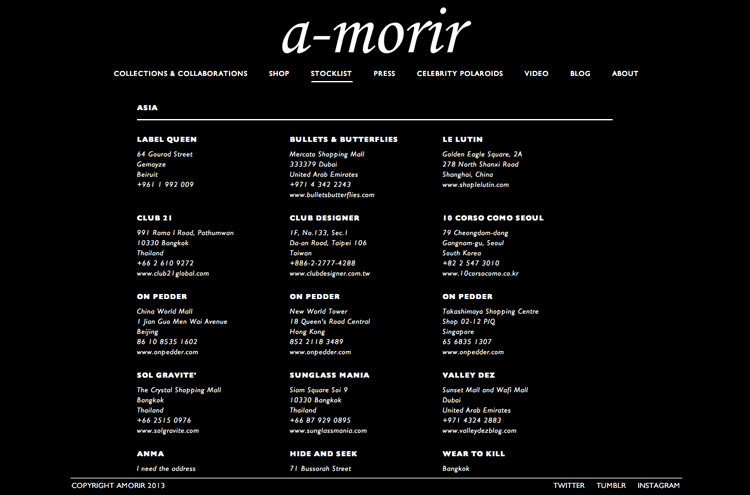 a-morir
COLLECTIONS & COLLABORATIONS SHOP STOCKLIST PRESS CELEBRITY POLAROIDS VIDEO BLOG ABOUT
ASIA
LABEL QUEEN
64 Gourod Street
Gemayze
Beiruit
+961 1 992 009
BULLETS & BUTTERFLIES
Mercato Shopping Mall
333379 Dubai
United Arab Emirates
+971 4 342 2243
www.bulletsbutterflies.com
LE LUTIN
Golden Eagle Square, 2A
278 North Shanxi Road
Shanghai, China
www.shoplelutin.com
CLUB 21
991 Rama I Road, Pathumwan
10330 Bangkok
Thailand
+66 2 610 9272
www.club21global.com
CLUB DESIGNER
1F, No.133, Sec.1
Da-an Road, Taipei 106
Taiwan
+886-2-2777-4288
www.clubdesigner.com.tw
10 CORSO COMO SEOUL
79 Cheongdam-dong
Gangnam-gu, Seoul
South Korea
+82 2 547 3010
www.10corsocomo.co.kr
ON PEDDER
China World Mall
1 Jian Guo Men Wai Avenue
Beijing
86 10 8535 1602
www.onpedder.com
ON PEDDER
New World Tower
18 Queen's Road Central
Hong Kong
852 2118 3489
www.onpedder.com
ON PEDDER
Takashimaya Shopping Centre
Shop 02-12 P/Q
Singapore
65 6835 1307
www.onpedder.com
SOL GRAVITE'
The Crystal Shopping Mall
Bangkok
Thailand
+66 2515 0976
www.solgravite.com
SUNGLASS MANIA
Siam Square Soi 9
10330 Bangkok
Thailand
+66 87 929 0895
www.sunglassmania.com
VALLEY DEZ
Sunset Mall and Wafi Mall
Dubai
United Arab Emirates
+971 4324 2883
www.valleydezblog.com
ANMA
I need the address
HIDE AND SEEK
71 Bussorah Street
WEAR TO KILL
Bangkok
COPYRIGHT AMORIR 2013 TWITTER TUMBLR INSTAGRAM